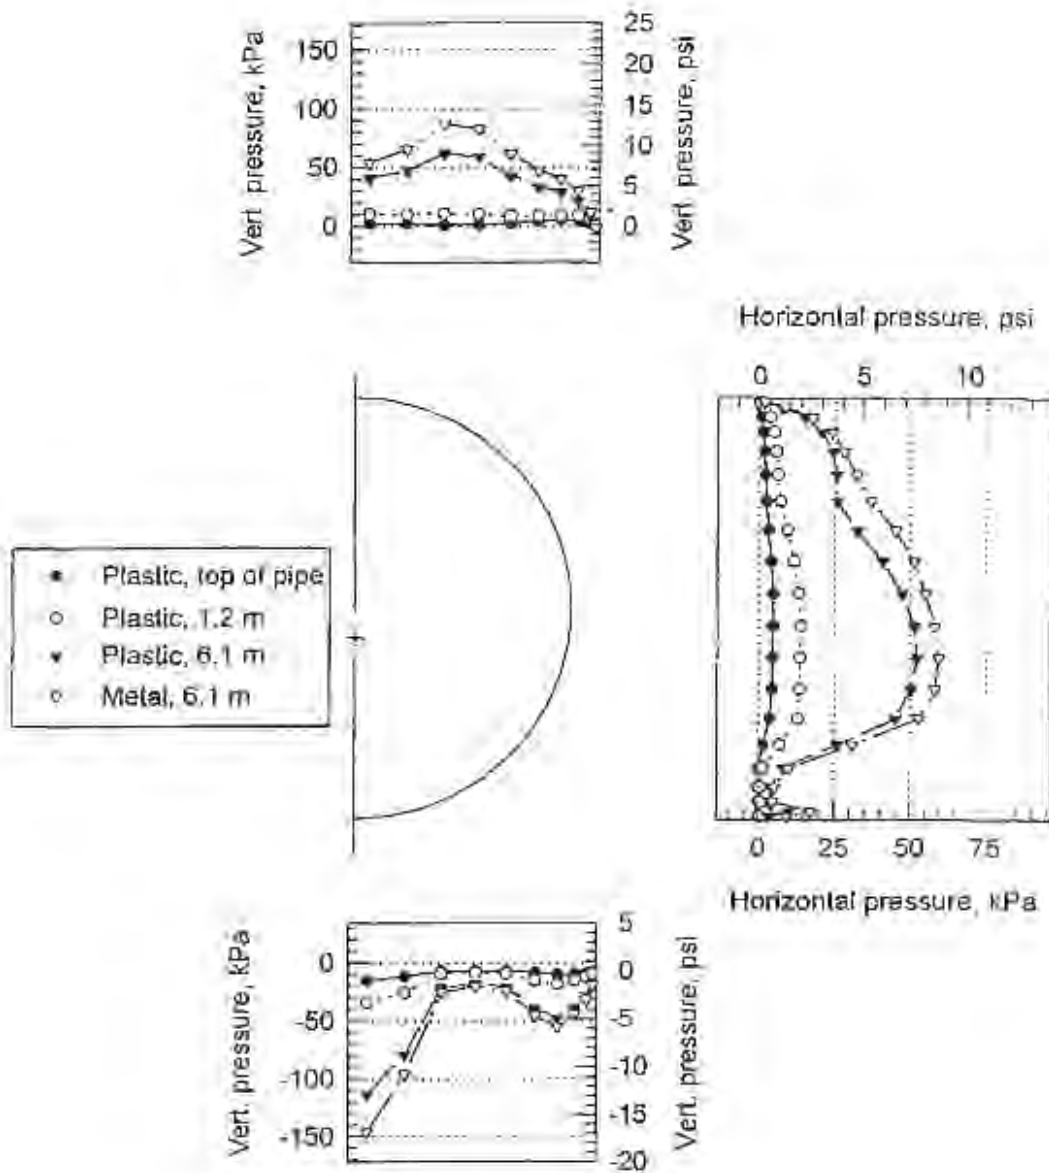 Vert. pressure, kPa
150
100
50
0
25
20
15
10
5
0
Vert. pressure, psi
Horizontal pressure, psi
0 5 10
Plastic, top of pipe
Plastic, 1.2 m
Plastic, 6.1 m
Metal, 6.1 m
0 25 50 75
Horizontal pressure, kPa
Vert. pressure, kPa
0
-50
-100
-150
5
0
-5
-10
-15
-20
Vert. pressure, psi